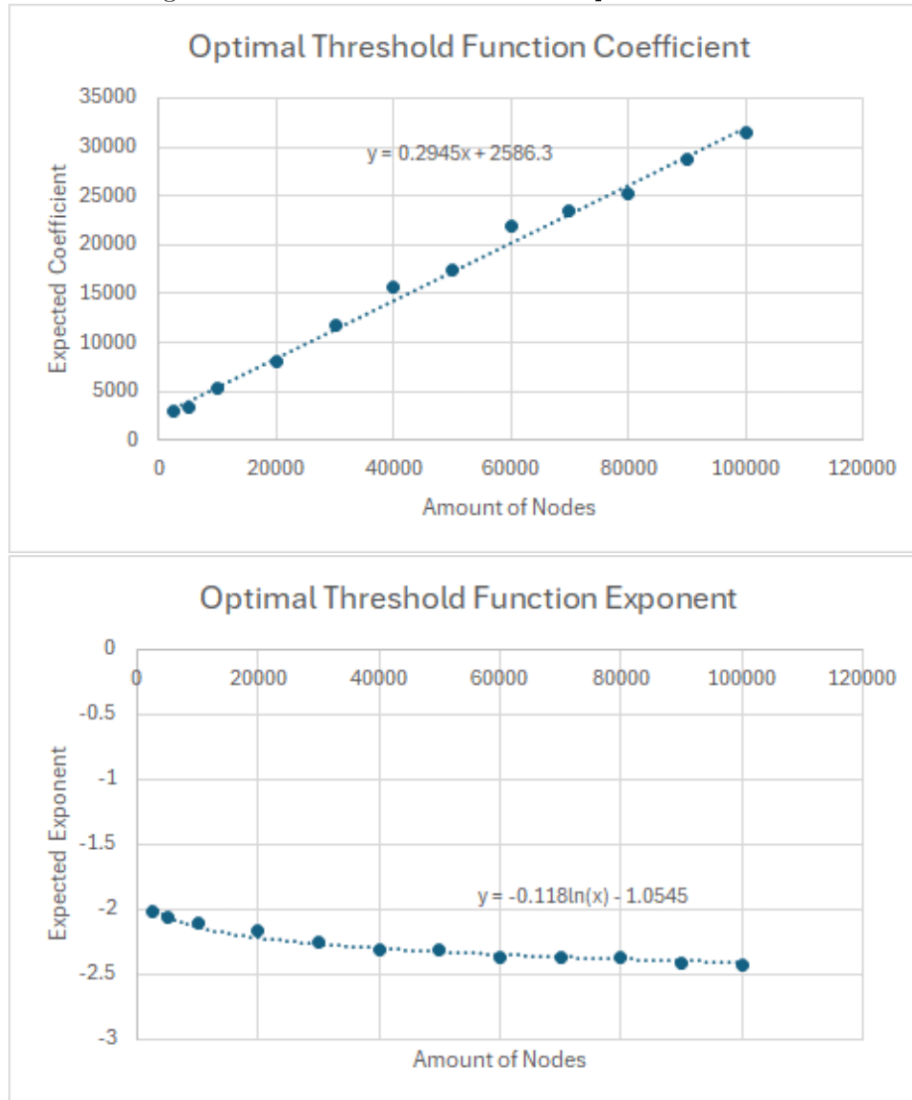 Optimal Threshold Function Coefficient
35000
30000
25000
20000
15000
10000
5000
0
y = 0.2945x + 2586.3
Expected Coefficient
0 20000 40000 60000 80000 100000 120000
Amount of Nodes
Optimal Threshold Function Exponent
0
0 20000 40000 60000 80000 100000 120000
-0.5
-1
-1.5
-2
-2.5
-3
y = -0.118ln(x) - 1.0545
Expected Exponent
Amount of Nodes